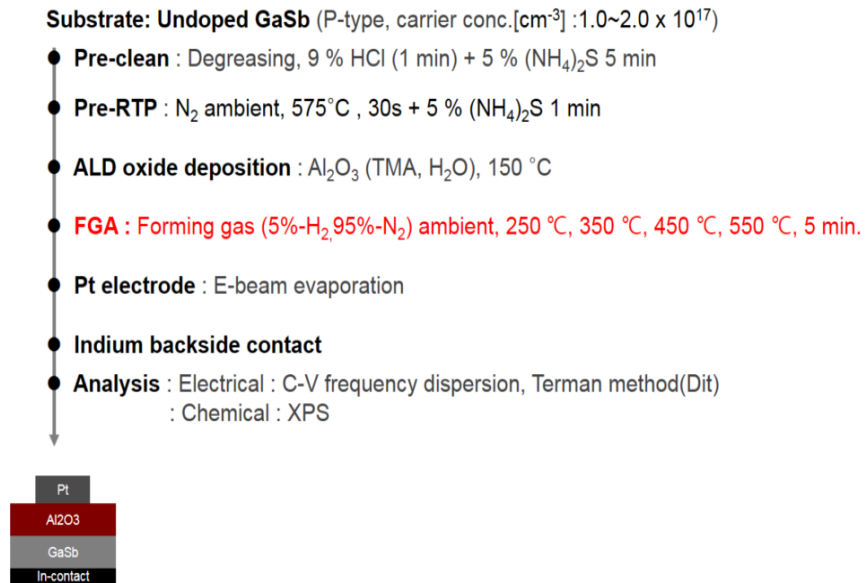 Substrate: Undoped GaSb (P-type, carrier conc.[cm⁻³] :1.0~2.0 x 10¹⁷)
Pre-clean : Degreasing, 9 % HCl (1 min) + 5 % (NH₄)₂S 5 min
Pre-RTP : N₂ ambient, 575°C , 30s + 5 % (NH₄)₂S 1 min
ALD oxide deposition : Al₂O₃ (TMA, H₂O), 150 °C
FGA : Forming gas (5%-H₂,95%-N₂) ambient, 250 ℃, 350 ℃, 450 ℃, 550 ℃, 5 min.
Pt electrode : E-beam evaporation
Indium backside contact
Analysis : Electrical : C-V frequency dispersion, Terman method(Dit)
: Chemical : XPS
Pt
Al2O3
GaSb
In-contact